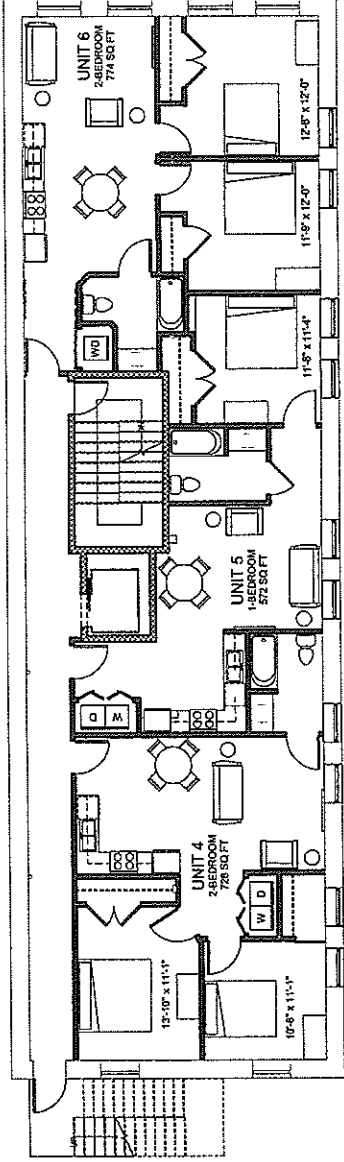 UNIT 6
2-BEDROOM
774 SQ FT
12'-6" x 12'-0"
11'-9" x 12'-0"
WD
11'-6" x 11'-4"
UNIT 5
1-BEDROOM
572 SQ FT
D
W
UNIT 4
2-BEDROOM
726 SQ FT
W
D
13'-10" x 11'-1"
10'-6" x 11'-1"